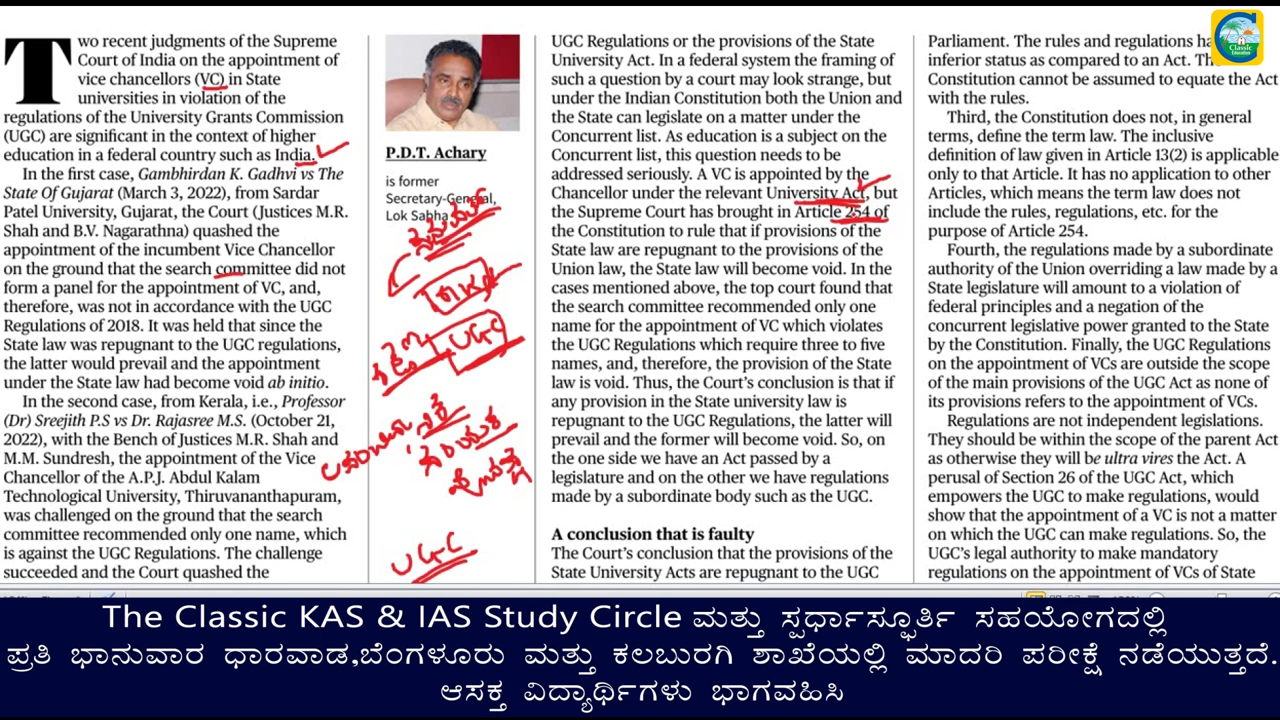 Two recent judgments of the Supreme
Court of India on the appointment of
vice chancellors (VC) in State
universities in violation of the
regulations of the University Grants Commission
(UGC) are significant in the context of higher
education in a federal country such as India.
In the first case, Gambhirdan K. Gadhvi vs The
State Of Gujarat (March 3, 2022), from Sardar
Patel University, Gujarat, the Court (Justices M.R.
Shah and B.V. Nagarathna) quashed the
appointment of the incumbent Vice Chancellor
on the ground that the search committee did not
form a panel for the appointment of VC, and,
therefore, was not in accordance with the UGC
Regulations of 2018. It was held that since the
State law was repugnant to the UGC regulations,
the latter would prevail and the appointment
under the State law had become void ab initio.
In the second case, from Kerala, i.e., Professor
(Dr) Sreejith P.S vs Dr. Rajasree M.S. (October 21,
2022), with the Bench of Justices M.R. Shah and
M.M. Sundresh, the appointment of the Vice
Chancellor of the A.P.J. Abdul Kalam
Technological University, Thiruvananthapuram,
was challenged on the ground that the search
committee recommended only one name, which
is against the UGC Regulations. The challenge
succeeded and the Court quashed the
P.D.T. Achary
is former
Secretary-General,
Lok Sabha
UGC
UGC
UGC Regulations or the provisions of the State
University Act. In a federal system the framing of
such a question by a court may look strange, but
under the Indian Constitution both the Union and
the State can legislate on a matter under the
Concurrent list. As education is a subject on the
Concurrent list, this question needs to be
addressed seriously. A VC is appointed by the
Chancellor under the relevant University Act, but
the Supreme Court has brought in Article 254 of
the Constitution to rule that if provisions of the
State law are repugnant to the provisions of the
Union law, the State law will become void. In the
cases mentioned above, the top court found that
the search committee recommended only one
name for the appointment of VC which violates
the UGC Regulations which require three to five
names, and, therefore, the provision of the State
law is void. Thus, the Court's conclusion is that if
any provision in the State university law is
repugnant to the UGC Regulations, the latter will
prevail and the former will become void. So, on
the one side we have an Act passed by a
legislature and on the other we have regulations
made by a subordinate body such as the UGC.
A conclusion that is faulty
The Court's conclusion that the provisions of the
State University Acts are repugnant to the UGC
Parliament. The rules and regulations
inferior status as compared to an Act.
Constitution cannot be assumed to equate the Act
with the rules.
Third, the Constitution does not, in general
terms, define the term law. The inclusive
definition of law given in Article 13(2) is applicable
only to that Article. It has no application to other
Articles, which means the term law does not
include the rules, regulations, etc. for the
purpose of Article 254.
Fourth, the regulations made by a subordinate
authority of the Union overriding a law made by a
State legislature will amount to a violation of
federal principles and a negation of the
concurrent legislative power granted to the State
by the Constitution. Finally, the UGC Regulations
on the appointment of VCs are outside the scope
of the main provisions of the UGC Act as none of
its provisions refers to the appointment of VCs.
Regulations are not independent legislations.
They should be within the scope of the parent Act
as otherwise they will be ultra vires the Act. A
perusal of Section 26 of the UGC Act, which
empowers the UGC to make regulations, would
show that the appointment of a VC is not a matter
on which the UGC can make regulations. So, the
UGC's legal authority to make mandatory
regulations on the appointment of VCs of State
Classic
Education
The Classic KAS & IAS Study Circle ಮತ್ತು ಸ್ಪರ್ಧಾಸ್ಫೂರ್ತಿ ಸಹಯೋಗದಲ್ಲಿ
ಪ್ರತಿ ಭಾನುವಾರ ಧಾರವಾಡ,ಬೆಂಗಳೂರು ಮತ್ತು ಕಲಬುರಗಿ ಶಾಖೆಯಲ್ಲಿ ಮಾದರಿ ಪರೀಕ್ಷೆ ನಡೆಯುತ್ತದೆ.
ಆಸಕ್ತ ವಿದ್ಯಾರ್ಥಿಗಳು ಭಾಗವಹಿಸಿ